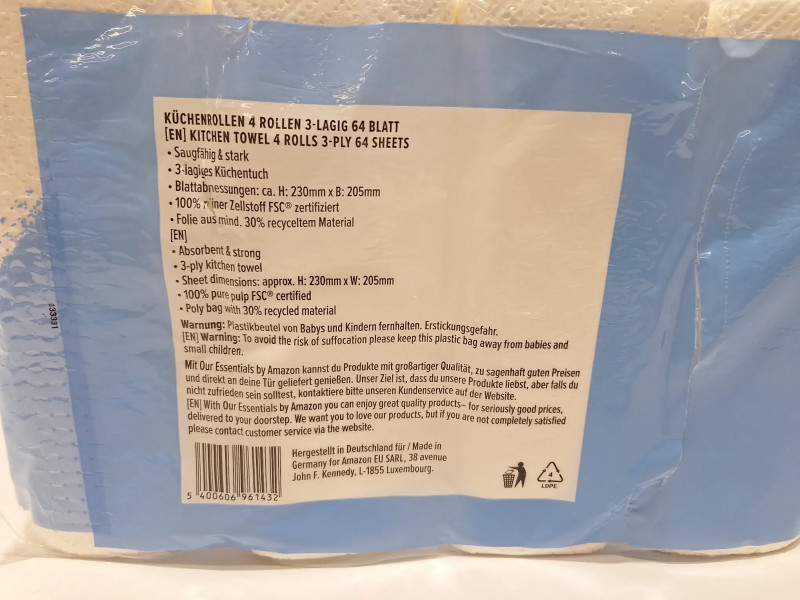 KÜCHENROLLEN 4 ROLLEN 3-LAGIG 64 BLATT
[EN] KITCHEN TOWEL 4 ROLLS 3-PLY 64 SHEETS
• Saugfähig & stark
• 3-lagiges Küchentuch
• Blattabmessungen: ca. H: 230mm x B: 205mm
• 100% reiner Zellstoff FSC® zertifiziert
• Folie aus mind. 30% recyceltem Material
[EN]
• Absorbent & strong
• 3-ply kitchen towel
• Sheet dimensions: approx. H: 230mm x W: 205mm
• 100% pure pulp FSC® certified
• Poly bag with 30% recycled material
Warnung: Plastikbeutel von Babys und Kindern fernhalten. Erstickungsgefahr.
[EN] Warning: To avoid the risk of suffocation please keep this plastic bag away from babies and
small children.
Mit Our Essentials by Amazon kannst du Produkte mit großartiger Qualität, zu sagenhaft guten Preisen
und direkt an deine Tür geliefert genießen. Unser Ziel ist, dass du unsere Produkte liebst, aber falls du
nicht zufrieden sein solltest, kontaktiere bitte unseren Kundenservice auf der Website.
[EN] With Our Essentials by Amazon you can enjoy great quality products– for seriously good prices,
delivered to your doorstep. We want you to love our products, but if you are not completely satisfied
please contact customer service via the website.
Hergestellt in Deutschland für / Made in
Germany for Amazon EU SARL, 38 avenue
John F. Kennedy, L-1855 Luxembourg.
5 400606 961432
4
LDPE